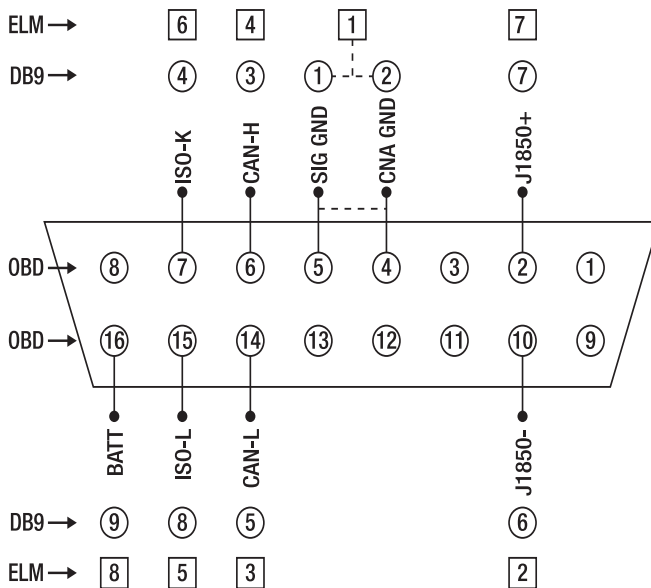 ELM → 6 4 1 7
DB9 → 4 3 1 2 7
ISO-K
CAN-H
SIG GND
CNA GND
J1850+
OBD → 8 7 6 5 4 3 2 1
OBD → 16 15 14 13 12 11 10 9
BATT
ISO-L
CAN-L
J1850-
DB9 → 9 8 5 6
ELM → 8 5 3 2